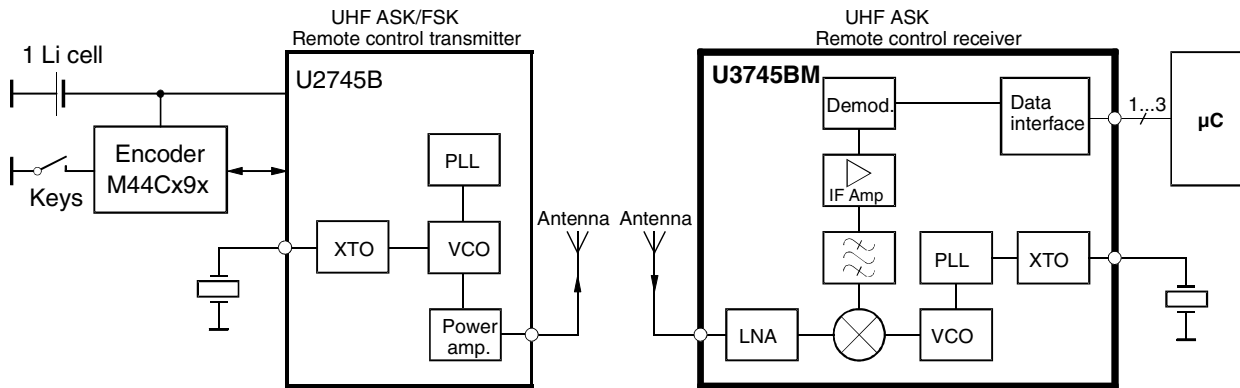 UHF ASK/FSK
Remote control transmitter
1 Li cell
U2745B
Encoder
M44Cx9x
Keys
PLL
XTO
VCO
Power
amp.
Antenna
Antenna
UHF ASK
Remote control receiver
U3745BM
Demod.
Data
interface
1...3
µC
IF Amp
PLL
XTO
LNA
VCO